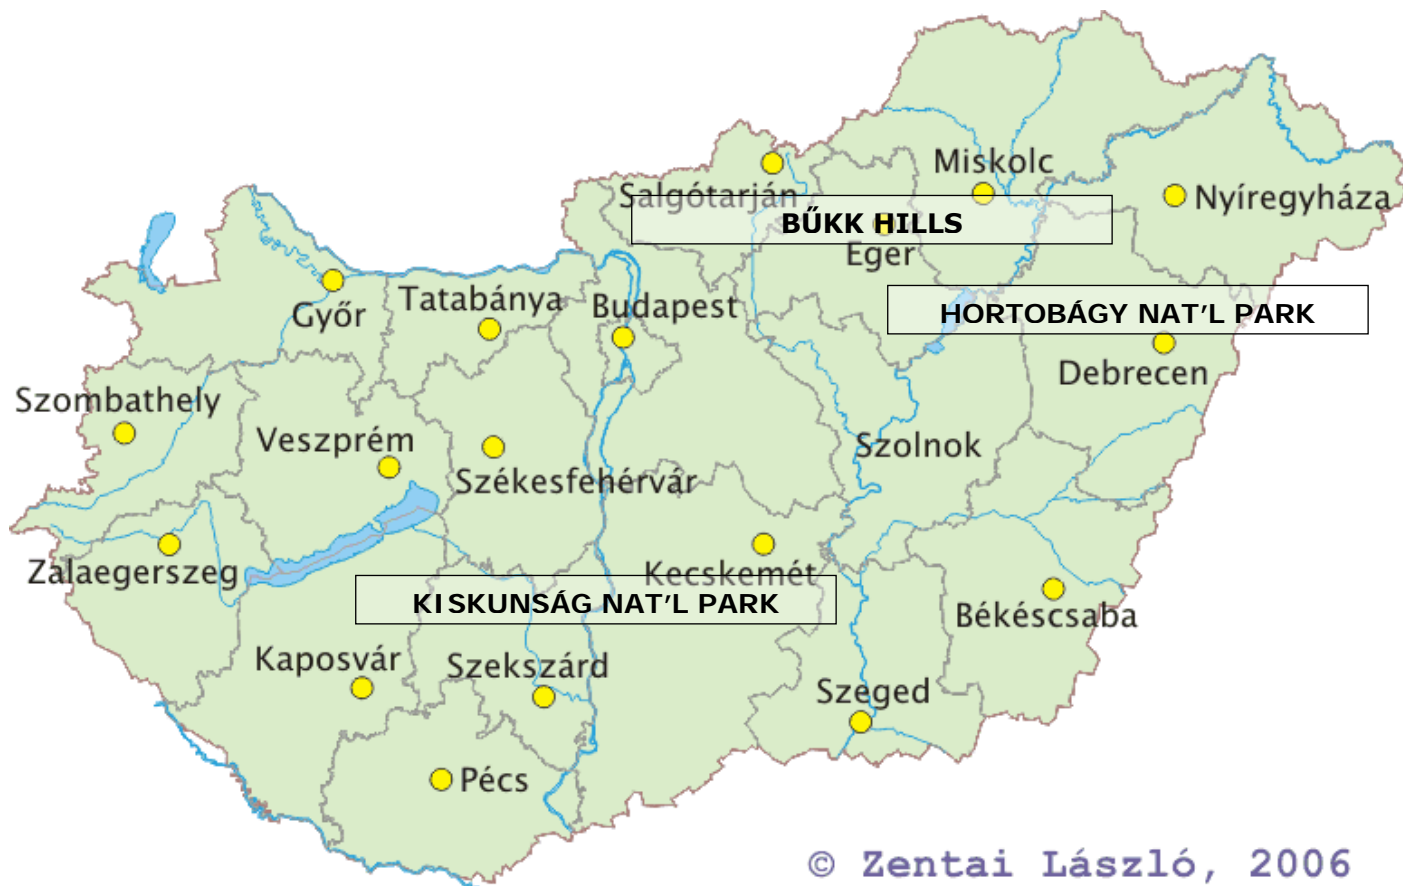 Miskolc
Salgótarján
Nyíregyháza
BŰKK HILLS
Eger
Tatabánya
Budapest
Győr
HORTOBÁGY NAT’L PARK
Debrecen
Szombathely
Veszprém
Szolnok
Székesfehérvár
Zalaegerszeg
Kecskemét
KISKUNSÁG NAT’L PARK
Békéscsaba
Kaposvár
Szekszárd
Szeged
Pécs
© Zentai László, 2006